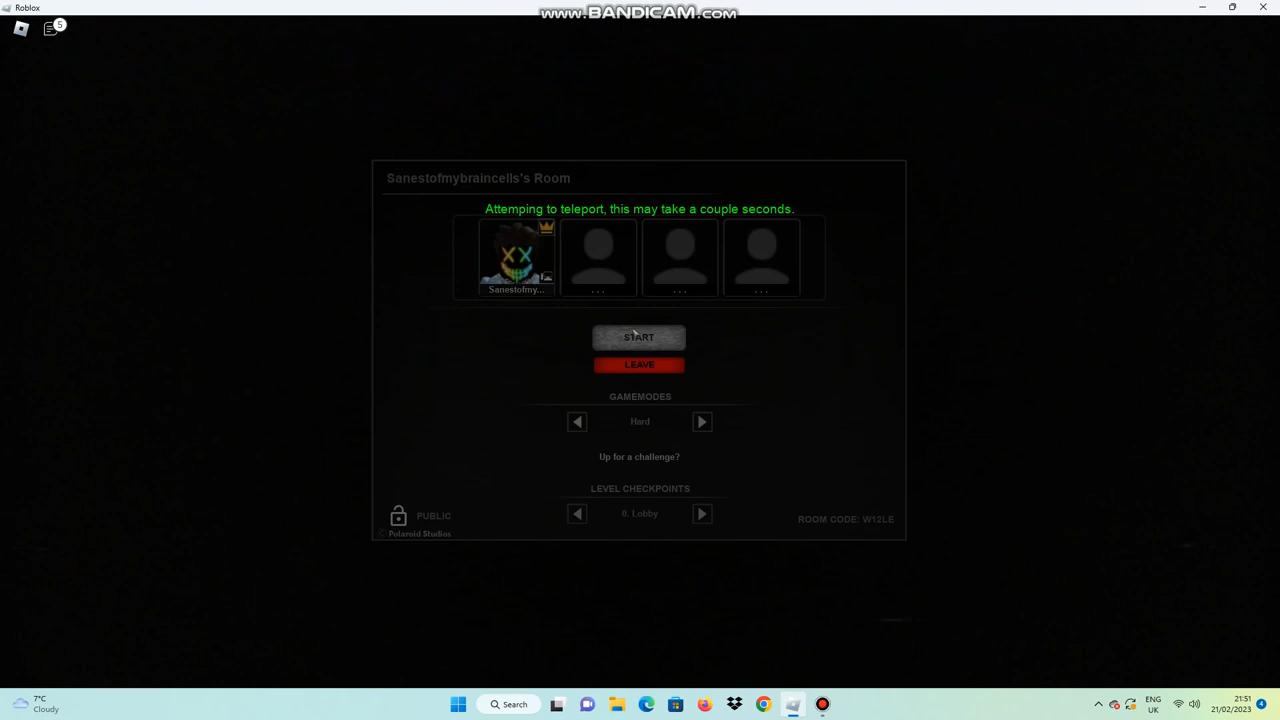 Roblox
www.BANDICAM.com
5
Sanestofmybraincells's Room
Attemping to teleport, this may take a couple seconds.
Sanestofmy...
...
...
...
START
LEAVE
GAMEMODES
Hard
Up for a challenge?
LEVEL CHECKPOINTS
0. Lobby
PUBLIC
ROOM CODE: W12LE
Polaroid Studios
7°C
Cloudy
Search
ENG
UK
21:51
21/02/2023
4